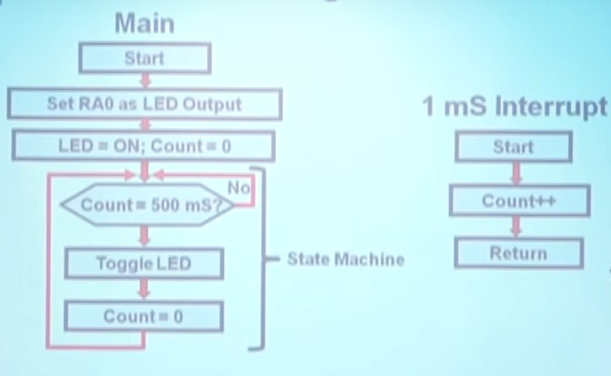 Main
Start
Set RA0 as LED Output
LED = ON; Count = 0
No
Count = 500 mS?
Toggle LED
Count = 0
State Machine
1 mS Interrupt
Start
Count++
Return